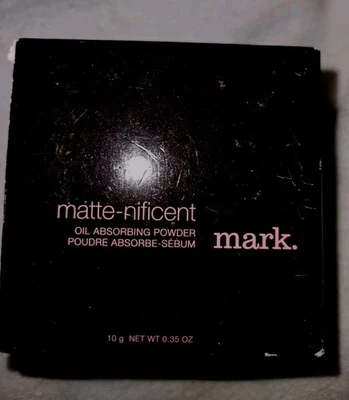 matte-nificent
OIL ABSORBING POWDER
POUDRE ABSORBE-SÉBUM
mark.
10 g NET WT 0.35 OZ